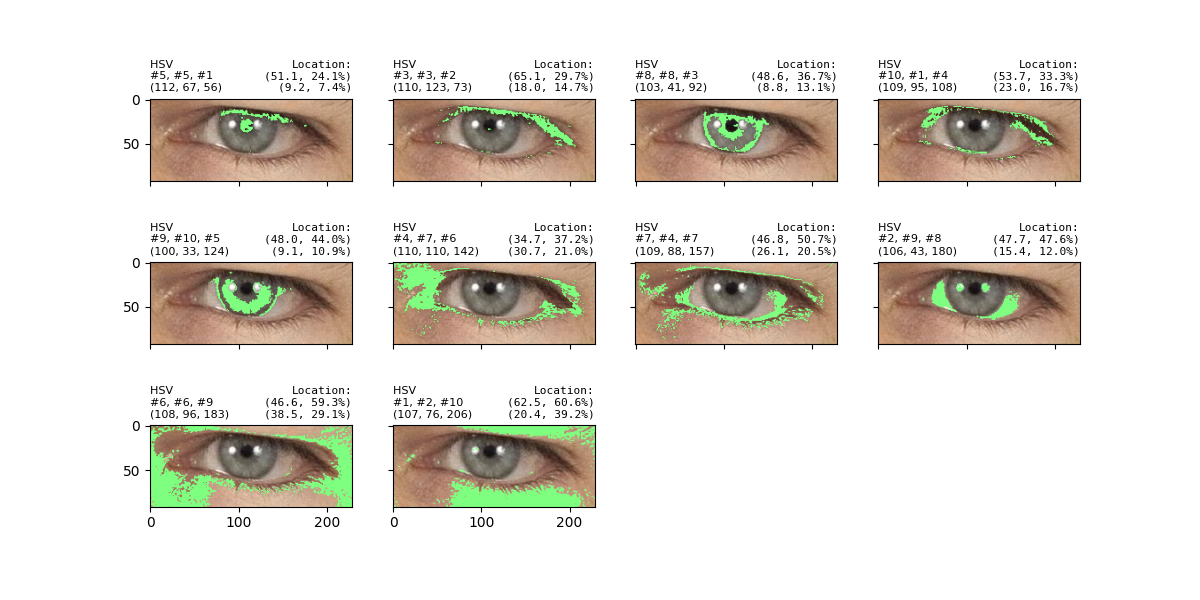 HSV Location:
#5, #5, #1 (51.1, 24.1%)
(112, 67, 56) (9.2, 7.4%)
HSV Location:
#3, #3, #2 (65.1, 29.7%)
(110, 123, 73) (18.0, 14.7%)
HSV Location:
#8, #8, #3 (48.6, 36.7%)
(103, 41, 92) (8.8, 13.1%)
HSV Location:
#10, #1, #4 (53.7, 33.3%)
(109, 95, 108) (23.0, 16.7%)
0
50
HSV Location:
#9, #10, #5 (48.0, 44.0%)
(100, 33, 124) (9.1, 10.9%)
HSV Location:
#4, #7, #6 (34.7, 37.2%)
(110, 110, 142) (30.7, 21.0%)
HSV Location:
#7, #4, #7 (46.8, 50.7%)
(109, 88, 157) (26.1, 20.5%)
HSV Location:
#2, #9, #8 (47.7, 47.6%)
(106, 43, 180) (15.4, 12.0%)
0
50
HSV Location:
#6, #6, #9 (46.6, 59.3%)
(108, 96, 183) (38.5, 29.1%)
HSV Location:
#1, #2, #10 (62.5, 60.6%)
(107, 76, 206) (20.4, 39.2%)
0
50
0 100 200
0 100 200